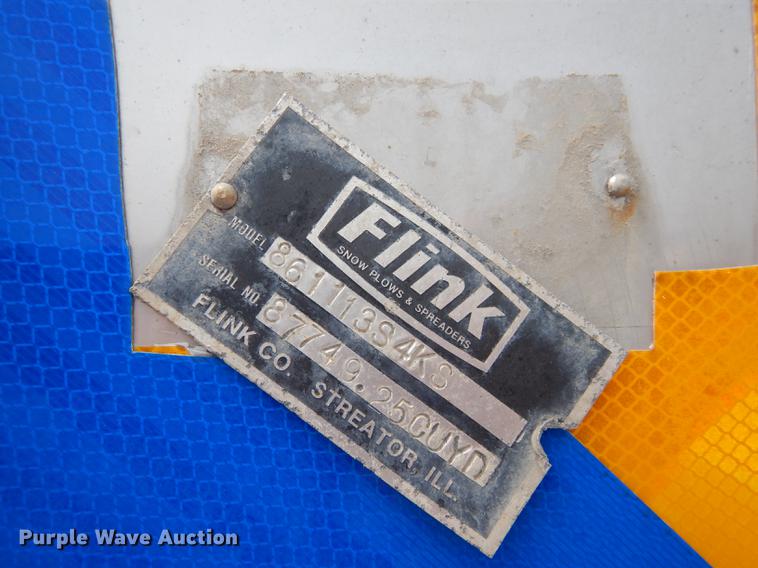 Flink
SNOW PLOWS & SPREADERS
MODEL 861113S4KS
SERIAL NO. 87749.25CUYD
FLINK CO. STREATOR, ILL.
Purple Wave Auction